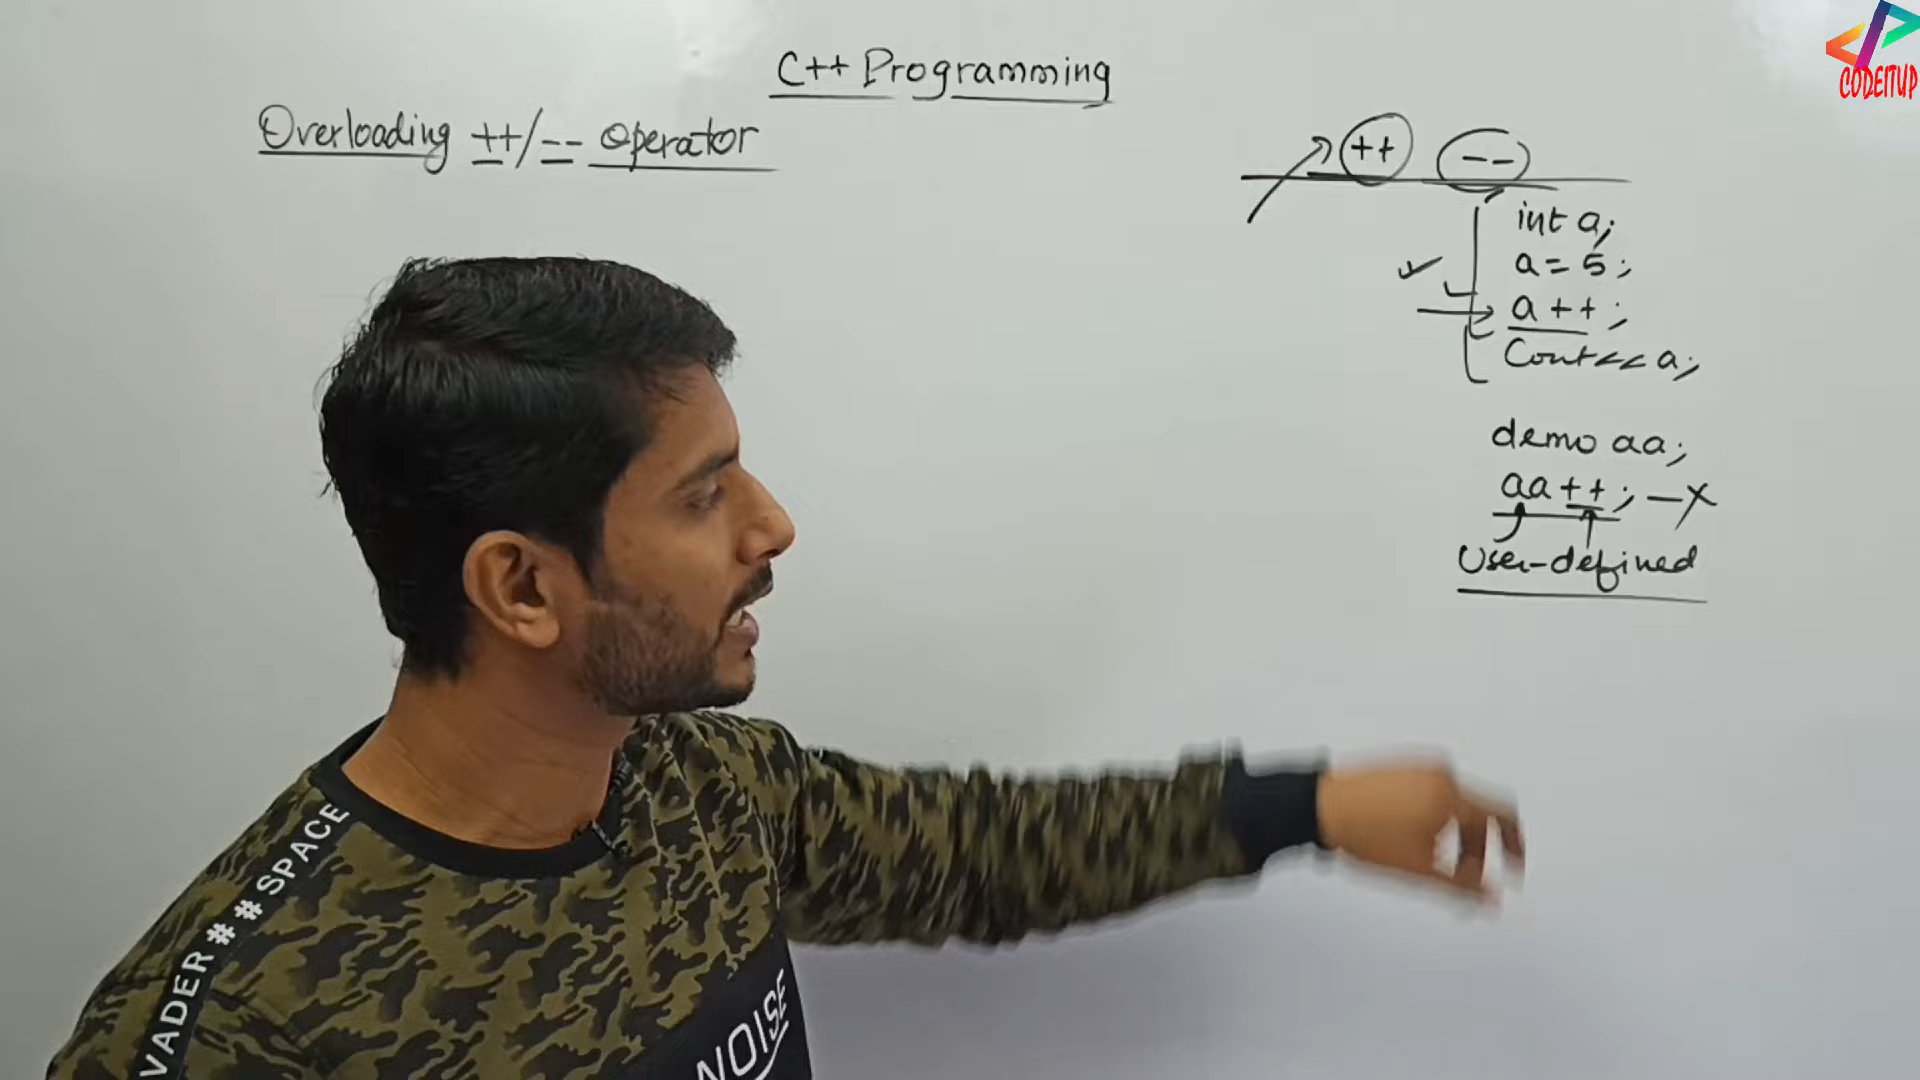 C++ Programming
Overloading ++/-- Operator
++ --
int a;
a = 5;
a++;
Cout<<a;
demo aa;
aa++; -x
User-defined
CODEITUP
VADER # # SPACE
NOISE